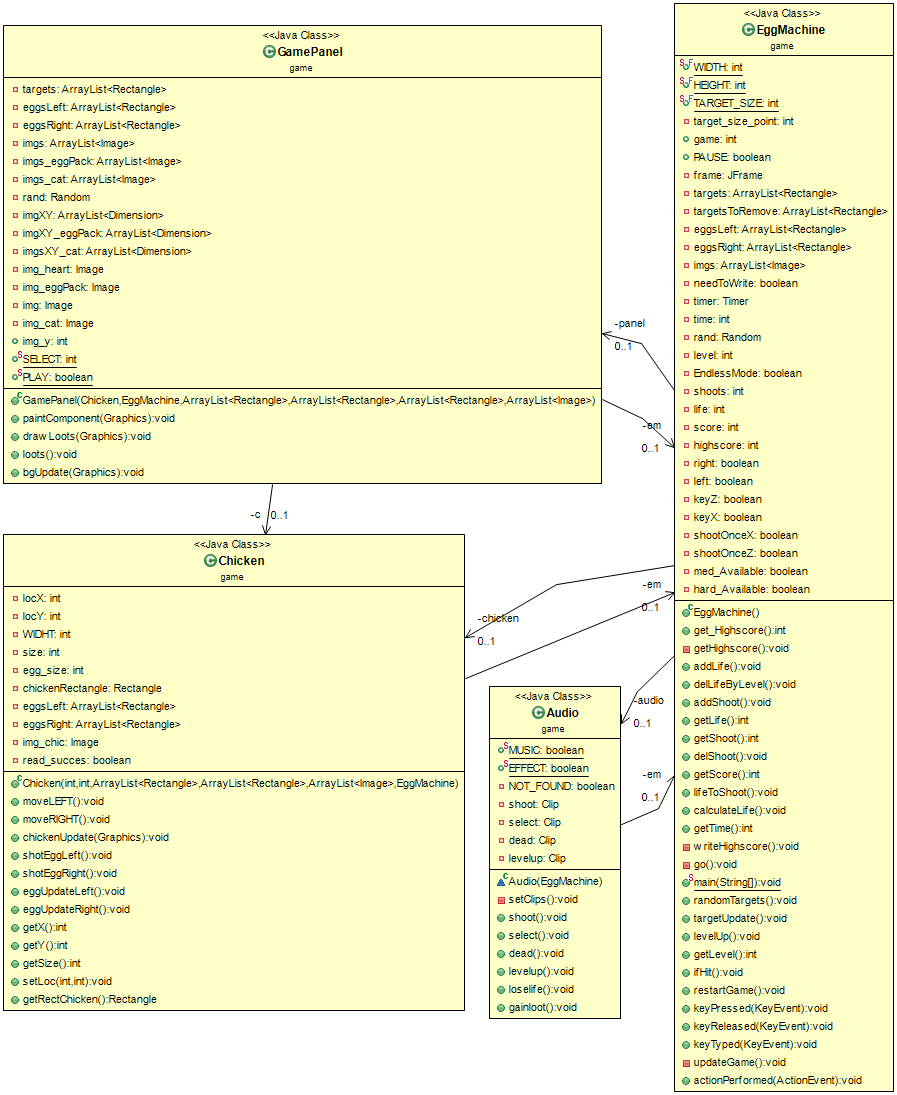 <<Java Class>>
GamePanel
game
targets: ArrayList<Rectangle>
eggsLeft: ArrayList<Rectangle>
eggsRight: ArrayList<Rectangle>
imgs: ArrayList<Image>
imgs_eggPack: ArrayList<Image>
imgs_cat: ArrayList<Image>
rand: Random
imgXY: ArrayList<Dimension>
imgXY_eggPack: ArrayList<Dimension>
imgsXY_cat: ArrayList<Dimension>
img_heart: Image
img_eggPack: Image
img: Image
img_cat: Image
img_y: int
SELECT: int
PLAY: boolean
GamePanel(Chicken,EggMachine,ArrayList<Rectangle>,ArrayList<Rectangle>,ArrayList<Rectangle>,ArrayList<Image>)
paintComponent(Graphics):void
draw Loots(Graphics):void
loots():void
bgUpdate(Graphics):void
-c
0..1
<<Java Class>>
Chicken
game
locX: int
locY: int
WIDHT: int
size: int
egg_size: int
chickenRectangle: Rectangle
eggsLeft: ArrayList<Rectangle>
eggsRight: ArrayList<Rectangle>
img_chic: Image
read_succes: boolean
Chicken(int,int,ArrayList<Rectangle>,ArrayList<Rectangle>,ArrayList<Image>,EggMachine)
moveLEFT():void
moveRIGHT():void
chickenUpdate(Graphics):void
shotEggLeft():void
shotEggRight():void
eggUpdateLeft():void
eggUpdateRight():void
getX():int
getY():int
getSize():int
setLoc(int,int):void
getRectChicken():Rectangle
-panel
0..1
-em
0..1
-chicken
0..1
-em
0..1
-audio
0..1
-em
0..1
<<Java Class>>
Audio
game
MUSIC: boolean
EFFECT: boolean
NOT_FOUND: boolean
shoot: Clip
select: Clip
dead: Clip
levelup: Clip
Audio(EggMachine)
setClips():void
shoot():void
select():void
dead():void
levelup():void
loselife():void
gainloot():void
<<Java Class>>
EggMachine
game
WIDTH: int
HEIGHT: int
TARGET_SIZE: int
target_size_point: int
game: int
PAUSE: boolean
frame: JFrame
targets: ArrayList<Rectangle>
targetsToRemove: ArrayList<Rectangle>
eggsLeft: ArrayList<Rectangle>
eggsRight: ArrayList<Rectangle>
imgs: ArrayList<Image>
needToWrite: boolean
timer: Timer
time: int
rand: Random
level: int
EndlessMode: boolean
shoots: int
life: int
score: int
highscore: int
right: boolean
left: boolean
keyZ: boolean
keyX: boolean
shootOnceX: boolean
shootOnceZ: boolean
med_Available: boolean
hard_Available: boolean
EggMachine()
get_Highscore():int
getHighscore():void
addLife():void
delLifeByLevel():void
addShoot():void
getLife():int
getShoot():int
delShoot():void
getScore():int
lifeToShoot():void
calculateLife():void
getTime():int
writeHighscore():void
go():void
main(String[]):void
randomTargets():void
targetUpdate():void
levelUp():void
getLevel():int
ifHit():void
restartGame():void
keyPressed(KeyEvent):void
keyReleased(KeyEvent):void
keyTyped(KeyEvent):void
updateGame():void
actionPerformed(ActionEvent):void